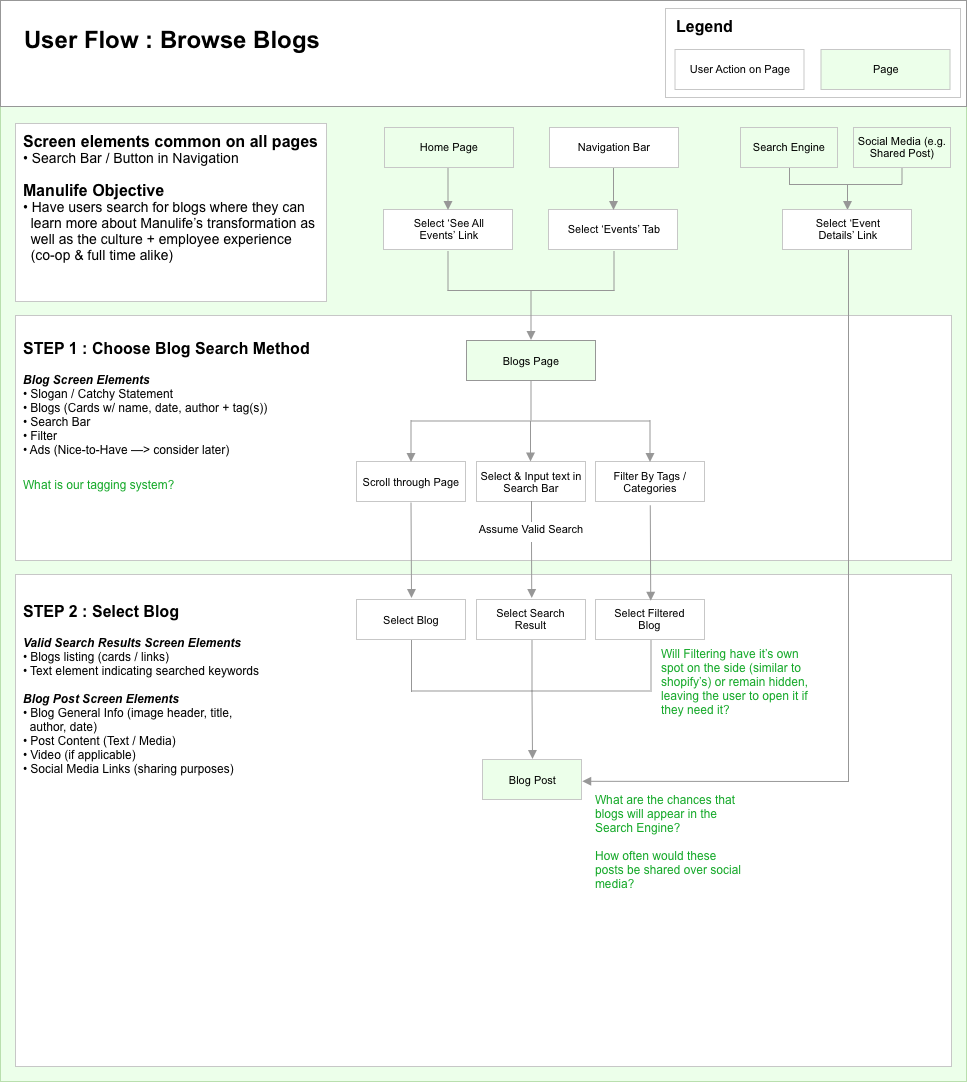 User Flow : Browse Blogs
Legend
User Action on Page
Page
Screen elements common on all pages
• Search Bar / Button in Navigation
Manulife Objective
• Have users search for blogs where they can
learn more about Manulife's transformation as
well as the culture + employee experience
(co-op & full time alike)
Home Page
Navigation Bar
Search Engine
Social Media (e.g.
Shared Post)
Select 'See All
Events' Link
Select 'Events' Tab
Select 'Event
Details' Link
STEP 1 : Choose Blog Search Method
Blog Screen Elements
• Slogan / Catchy Statement
• Blogs (Cards w/ name, date, author + tag(s))
• Search Bar
• Filter
• Ads (Nice-to-Have —> consider later)
What is our tagging system?
Blogs Page
Scroll through Page
Select & Input text in
Search Bar
Filter By Tags /
Categories
Assume Valid Search
STEP 2 : Select Blog
Valid Search Results Screen Elements
• Blogs listing (cards / links)
• Text element indicating searched keywords
Blog Post Screen Elements
• Blog General Info (image header, title,
author, date)
• Post Content (Text / Media)
• Video (if applicable)
• Social Media Links (sharing purposes)
Select Blog
Select Search
Result
Select Filtered
Blog
Will Filtering have it's own
spot on the side (similar to
shopify's) or remain hidden,
leaving the user to open it if
they need it?
Blog Post
What are the chances that
blogs will appear in the
Search Engine?
How often would these
posts be shared over social
media?